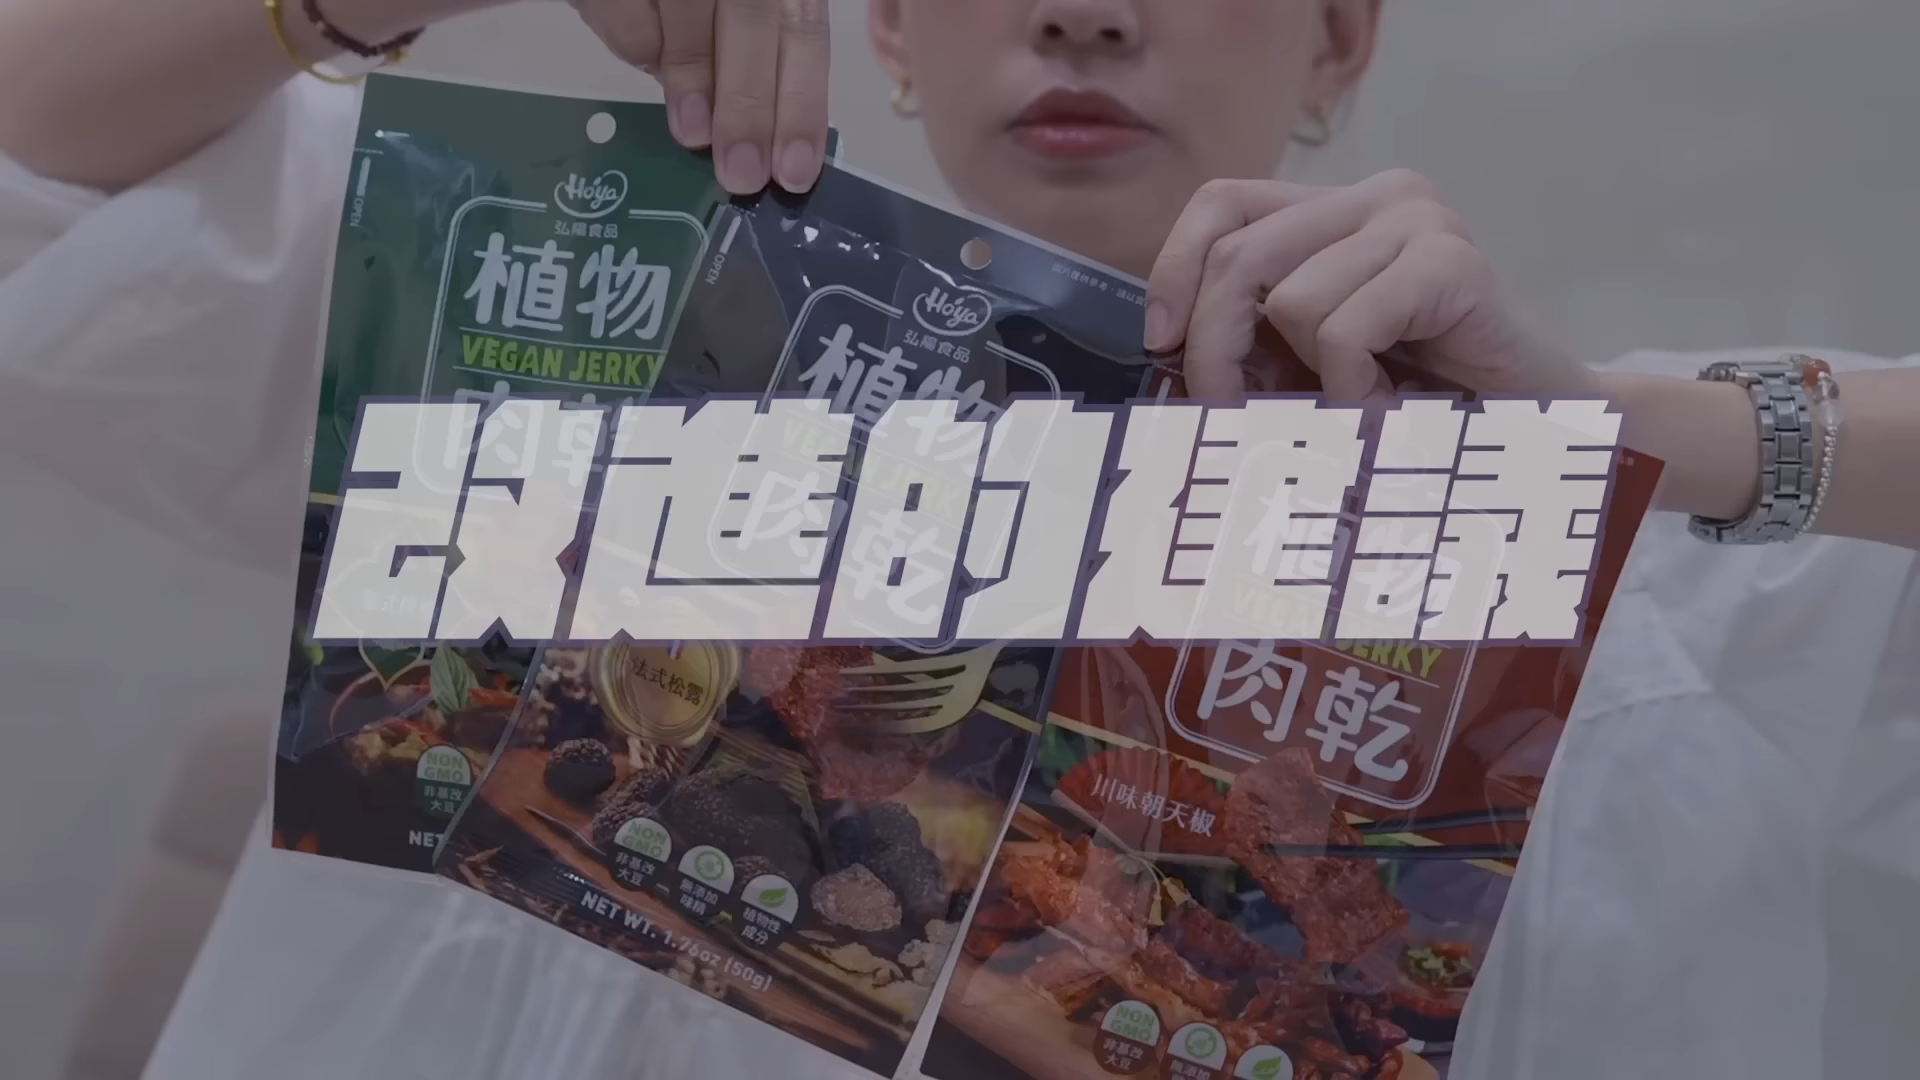 OPEN
Hoya
弘陽食品
植物
VEGAN JERKY
肉乾
NON
GMO
非基改
大豆
NET
OPEN
Hoya
弘陽食品
植物
VEGAN JERKY
肉乾
法式松露
NON
GMO
非基改
大豆
無添加
味精
植物性
成分
NET WT. 1.76oz (50g)
改進的建議
植物
VEGAN JERKY
肉乾
川味朝天椒
NON
GMO
非基改
大豆